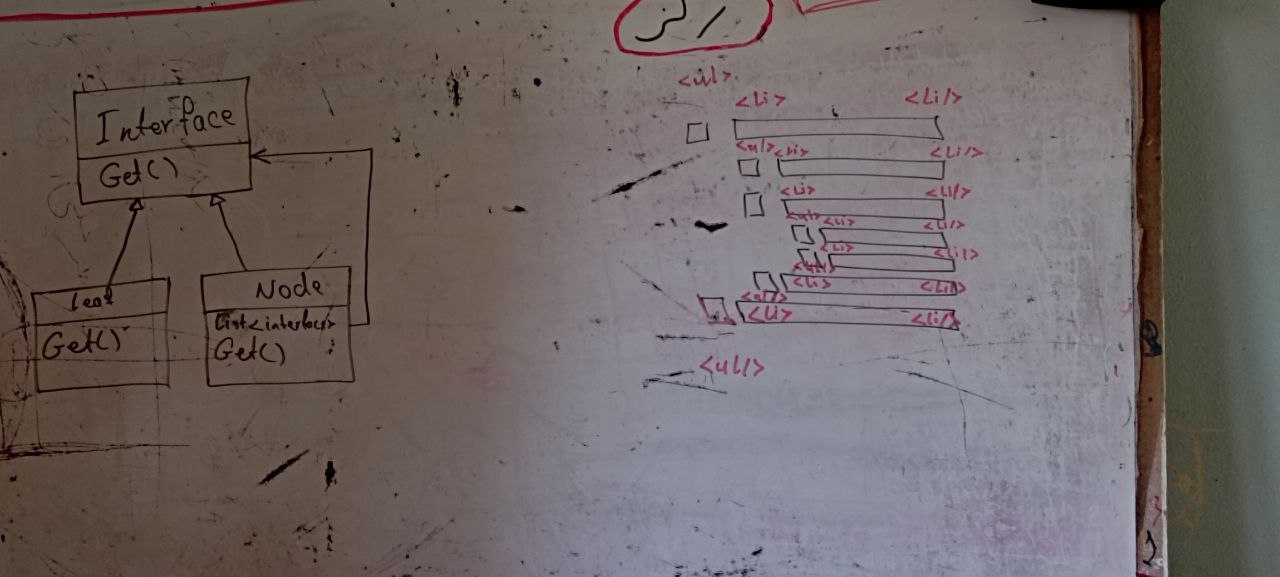 Interface
Get()
Leaf
Get()
Node
List<interface>
Get()
<ul>
<Li> <Li/>
<ul> <Li> <Li/>
<Li> <Li/>
<ul> <Li> <Li/>
<Li> <Li/>
<ul/>
<Li> <Li/>
<ul/>
<Li> <Li/>
<ul/>